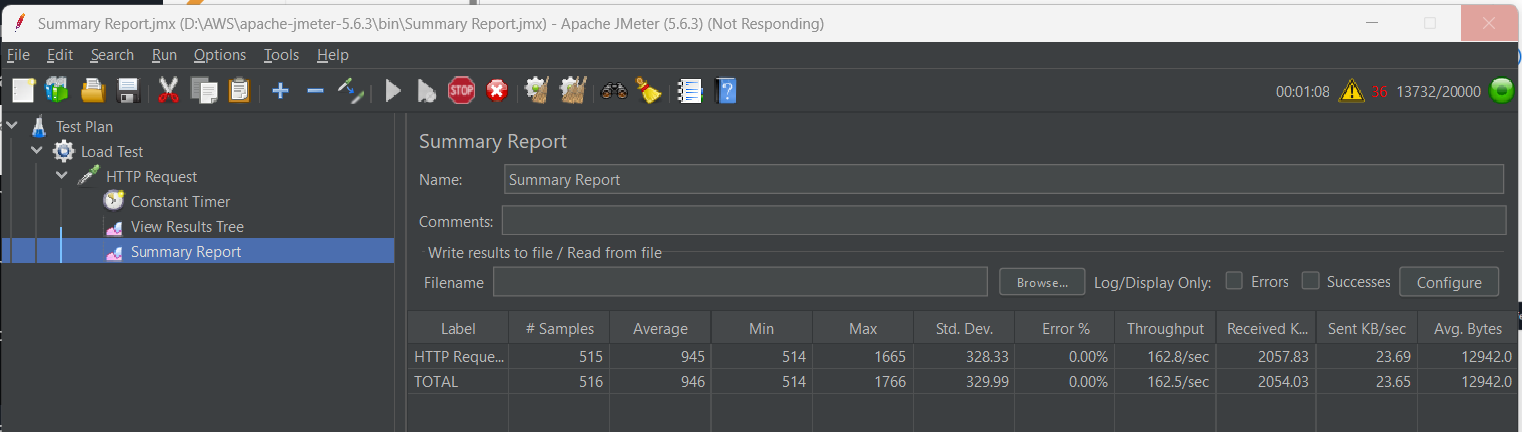 Summary Report.jmx (D:\AWS\apache-jmeter-5.6.3\bin\Summary Report.jmx) - Apache JMeter (5.6.3) (Not Responding)
File Edit Search Run Options Tools Help
STOP 00:01:08 36 13732/20000
Test Plan
Load Test
HTTP Request
Constant Timer
View Results Tree
Summary Report
Summary Report
Name: Summary Report
Comments:
Write results to file / Read from file
Filename Browse... Log/Display Only: Errors Successes Configure
Label # Samples Average Min Max Std. Dev. Error % Throughput Received K... Sent KB/sec Avg. Bytes
HTTP Reque... 515 945 514 1665 328.33 0.00% 162.8/sec 2057.83 23.69 12942.0
TOTAL 516 946 514 1766 329.99 0.00% 162.5/sec 2054.03 23.65 12942.0